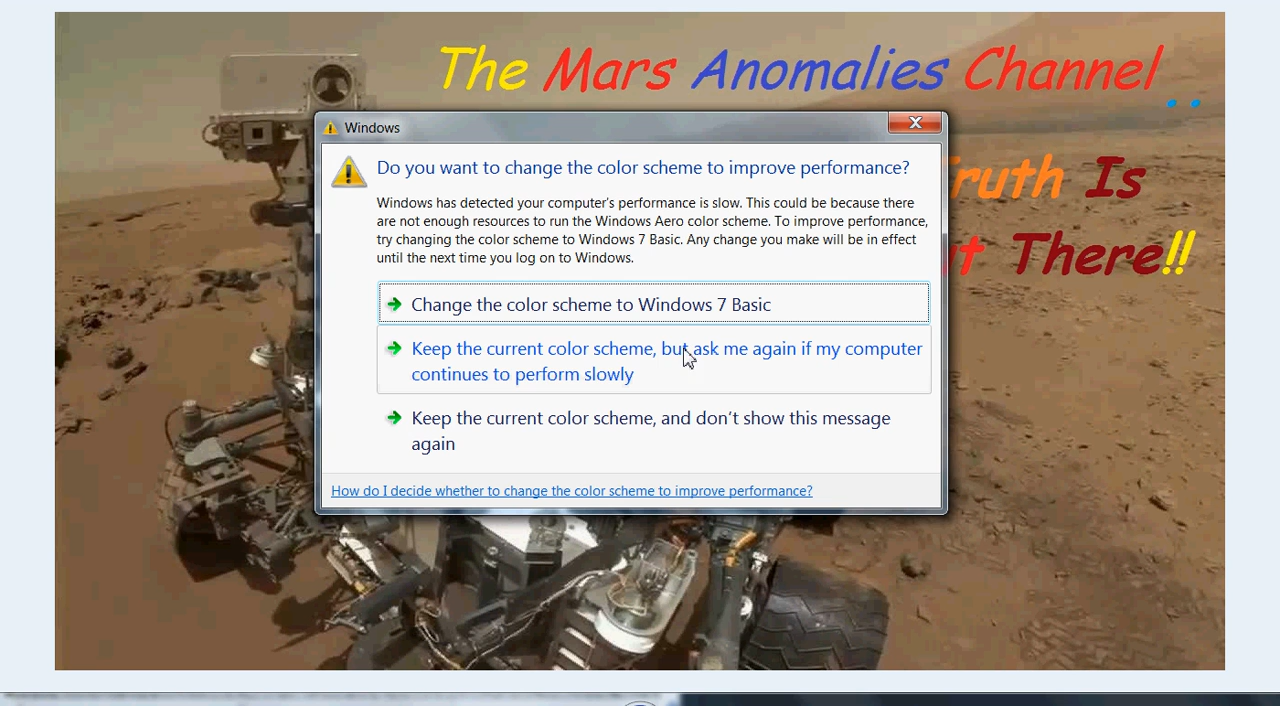 The Mars Anomalies Channel..
Windows
Do you want to change the color scheme to improve performance?
Truth Is
Windows has detected your computer's performance is slow. This could be because there
are not enough resources to run the Windows Aero color scheme. To improve performance,
try changing the color scheme to Windows 7 Basic. Any change you make will be in effect
until the next time you log on to Windows.
There!!
Change the color scheme to Windows 7 Basic
Keep the current color scheme, but ask me again if my computer
continues to perform slowly
Keep the current color scheme, and don't show this message
again
How do I decide whether to change the color scheme to improve performance?